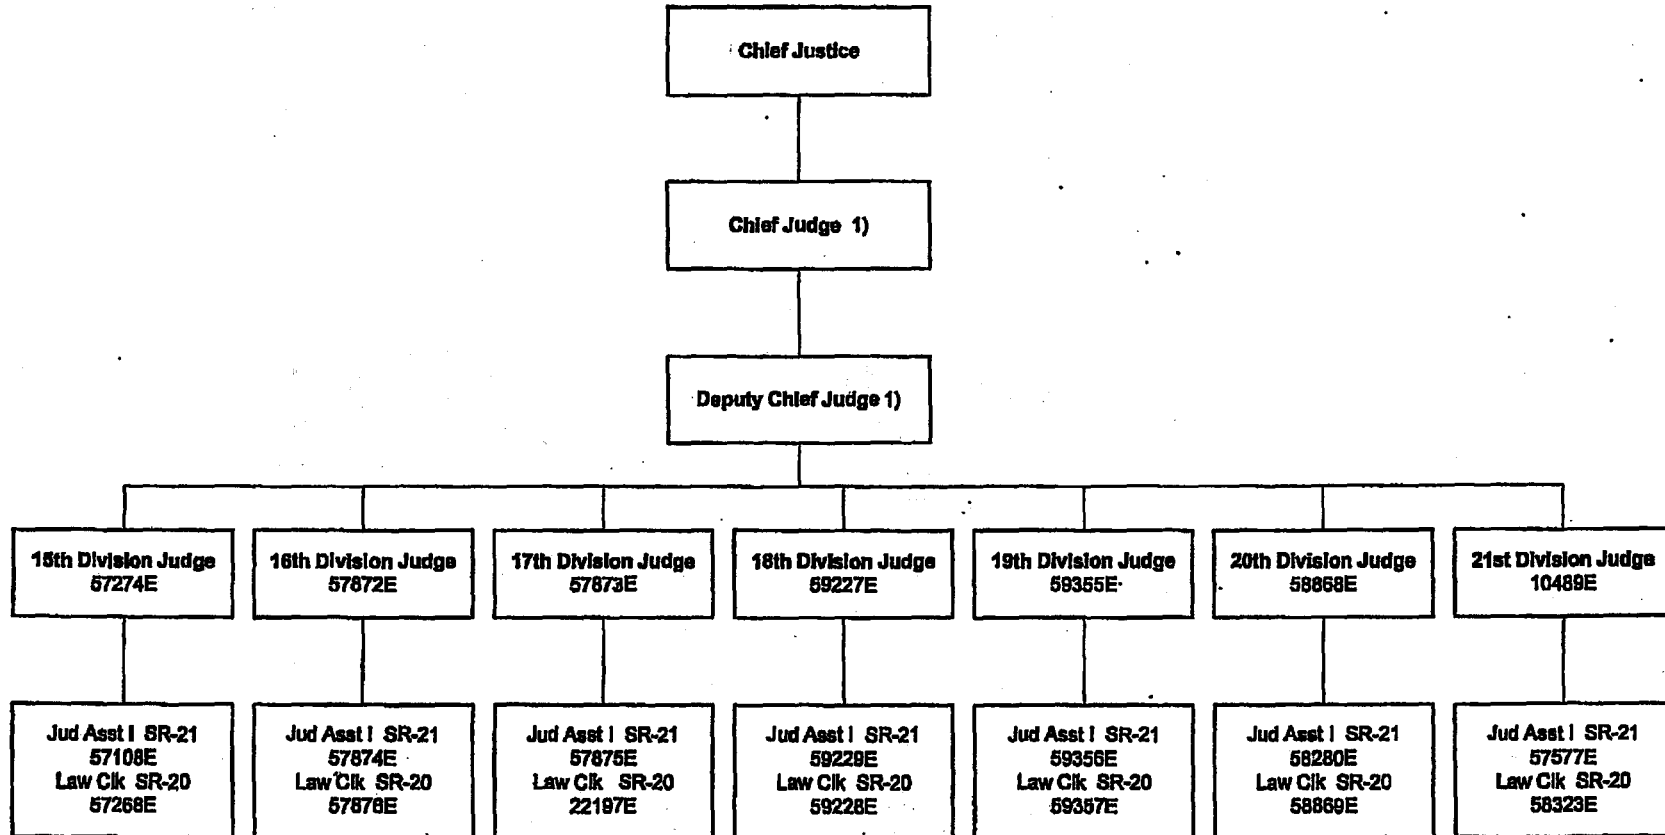 Chief Justice
Chief Judge 1)
Deputy Chief Judge 1)
15th Division Judge
57274E
16th Division Judge
57872E
17th Division Judge
57873E
18th Division Judge
59227E
19th Division Judge
59355E
20th Division Judge
58868E
21st Division Judge
10489E
Jud Asst I SR-21
57108E
Law Clk SR-20
57268E
Jud Asst I SR-21
57874E
Law Clk SR-20
57876E
Jud Asst I SR-21
57875E
Law Clk SR-20
22197E
Jud Asst I SR-21
59229E
Law Clk SR-20
59228E
Jud Asst I SR-21
59356E
Law Clk SR-20
59357E
Jud Asst I SR-21
58280E
Law Clk SR-20
58869E
Jud Asst I SR-21
57577E
Law Clk SR-20
58323E